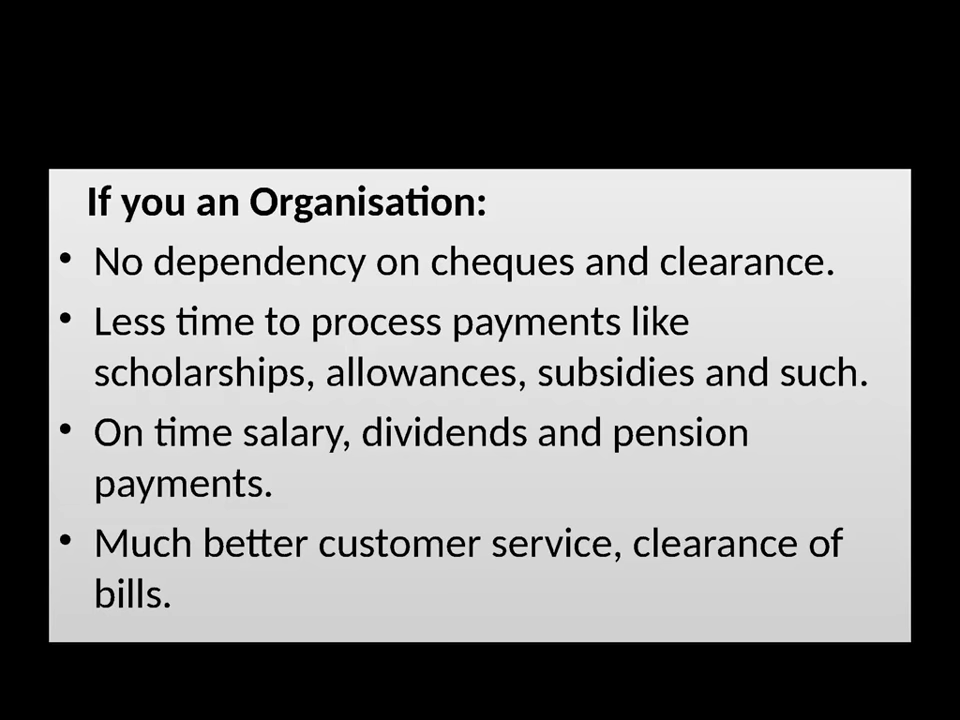 If you an Organisation:
• No dependency on cheques and clearance.
• Less time to process payments like
scholarships, allowances, subsidies and such.
• On time salary, dividends and pension
payments.
• Much better customer service, clearance of
bills.